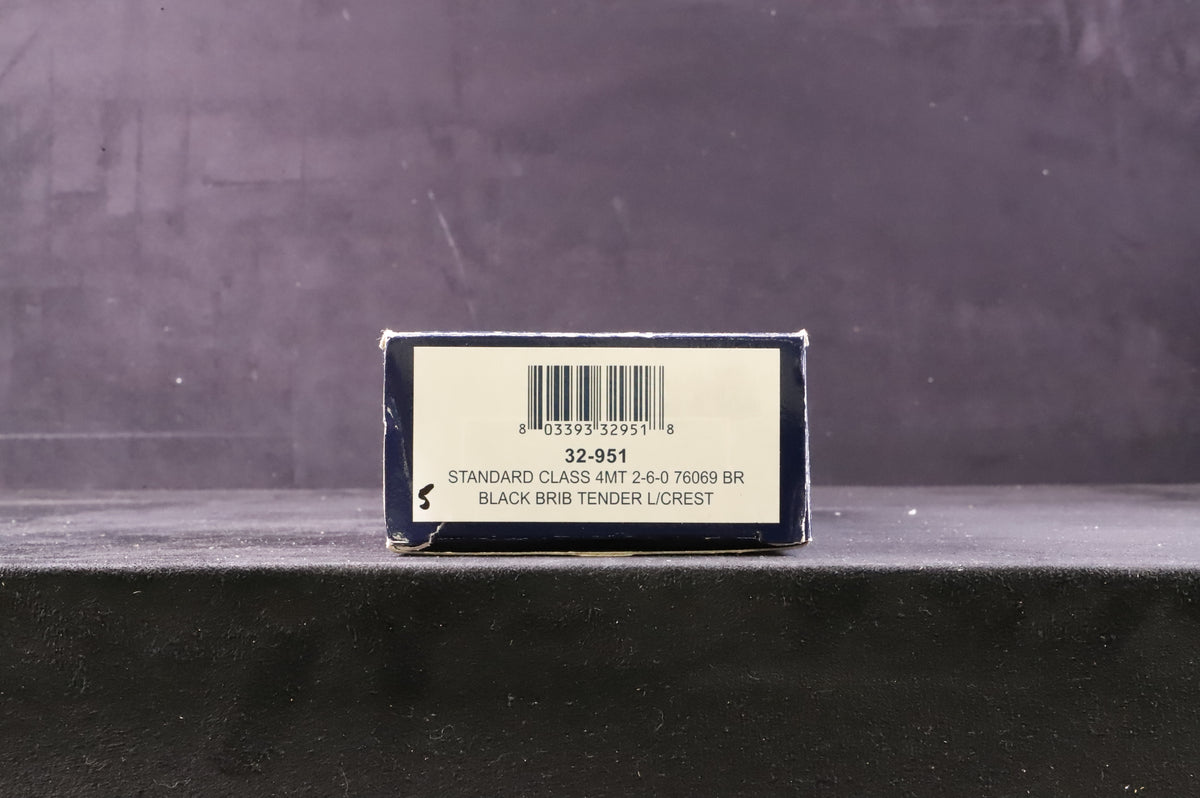 8 03393 32951 8
32-951
STANDARD CLASS 4MT 2-6-0 76069 BR
BLACK BRIB TENDER L/CREST
5